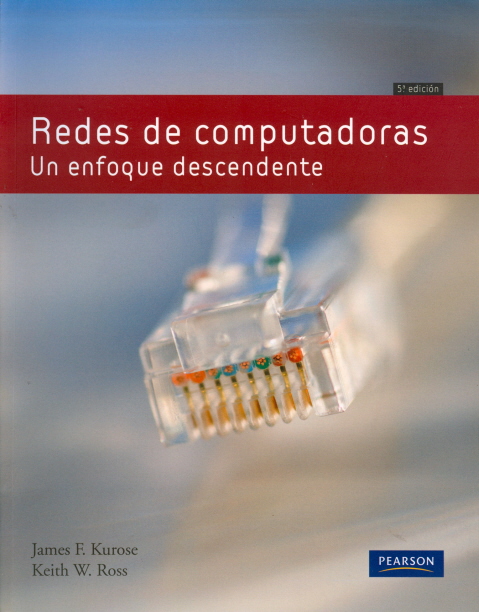 5ª edición
Redes de computadoras
Un enfoque descendente
James F. Kurose
Keith W. Ross
PEARSON